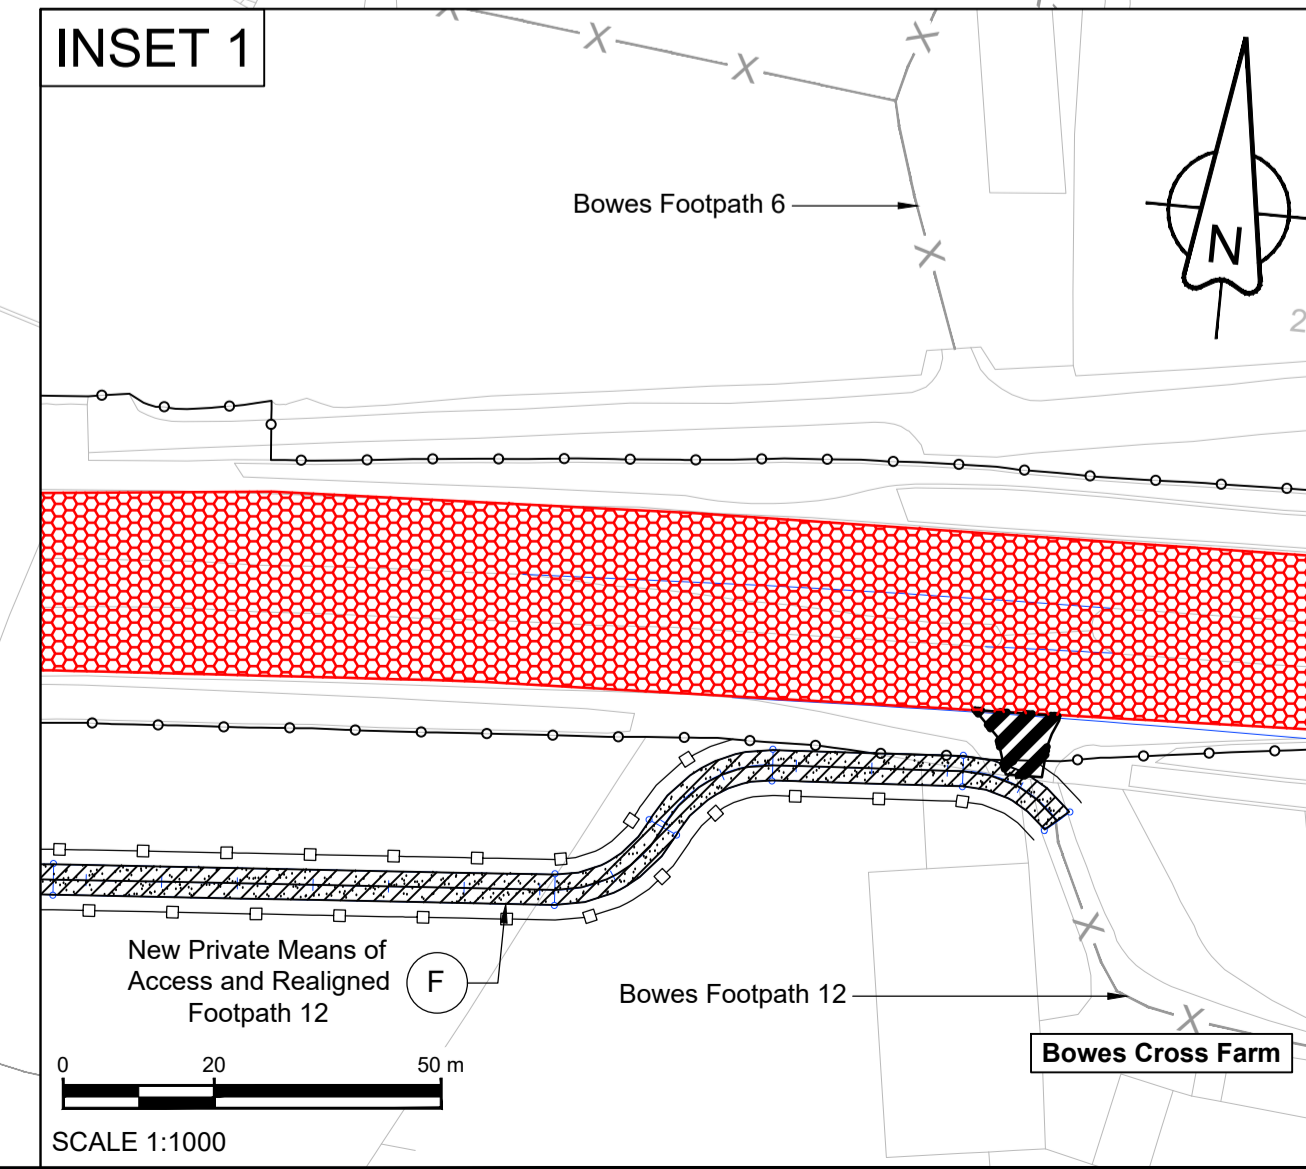 INSET 1
Bowes Footpath 6
N
2
New Private Means of
Access and Realigned
Footpath 12
F
Bowes Footpath 12
Bowes Cross Farm
0 20 50 m
SCALE 1:1000